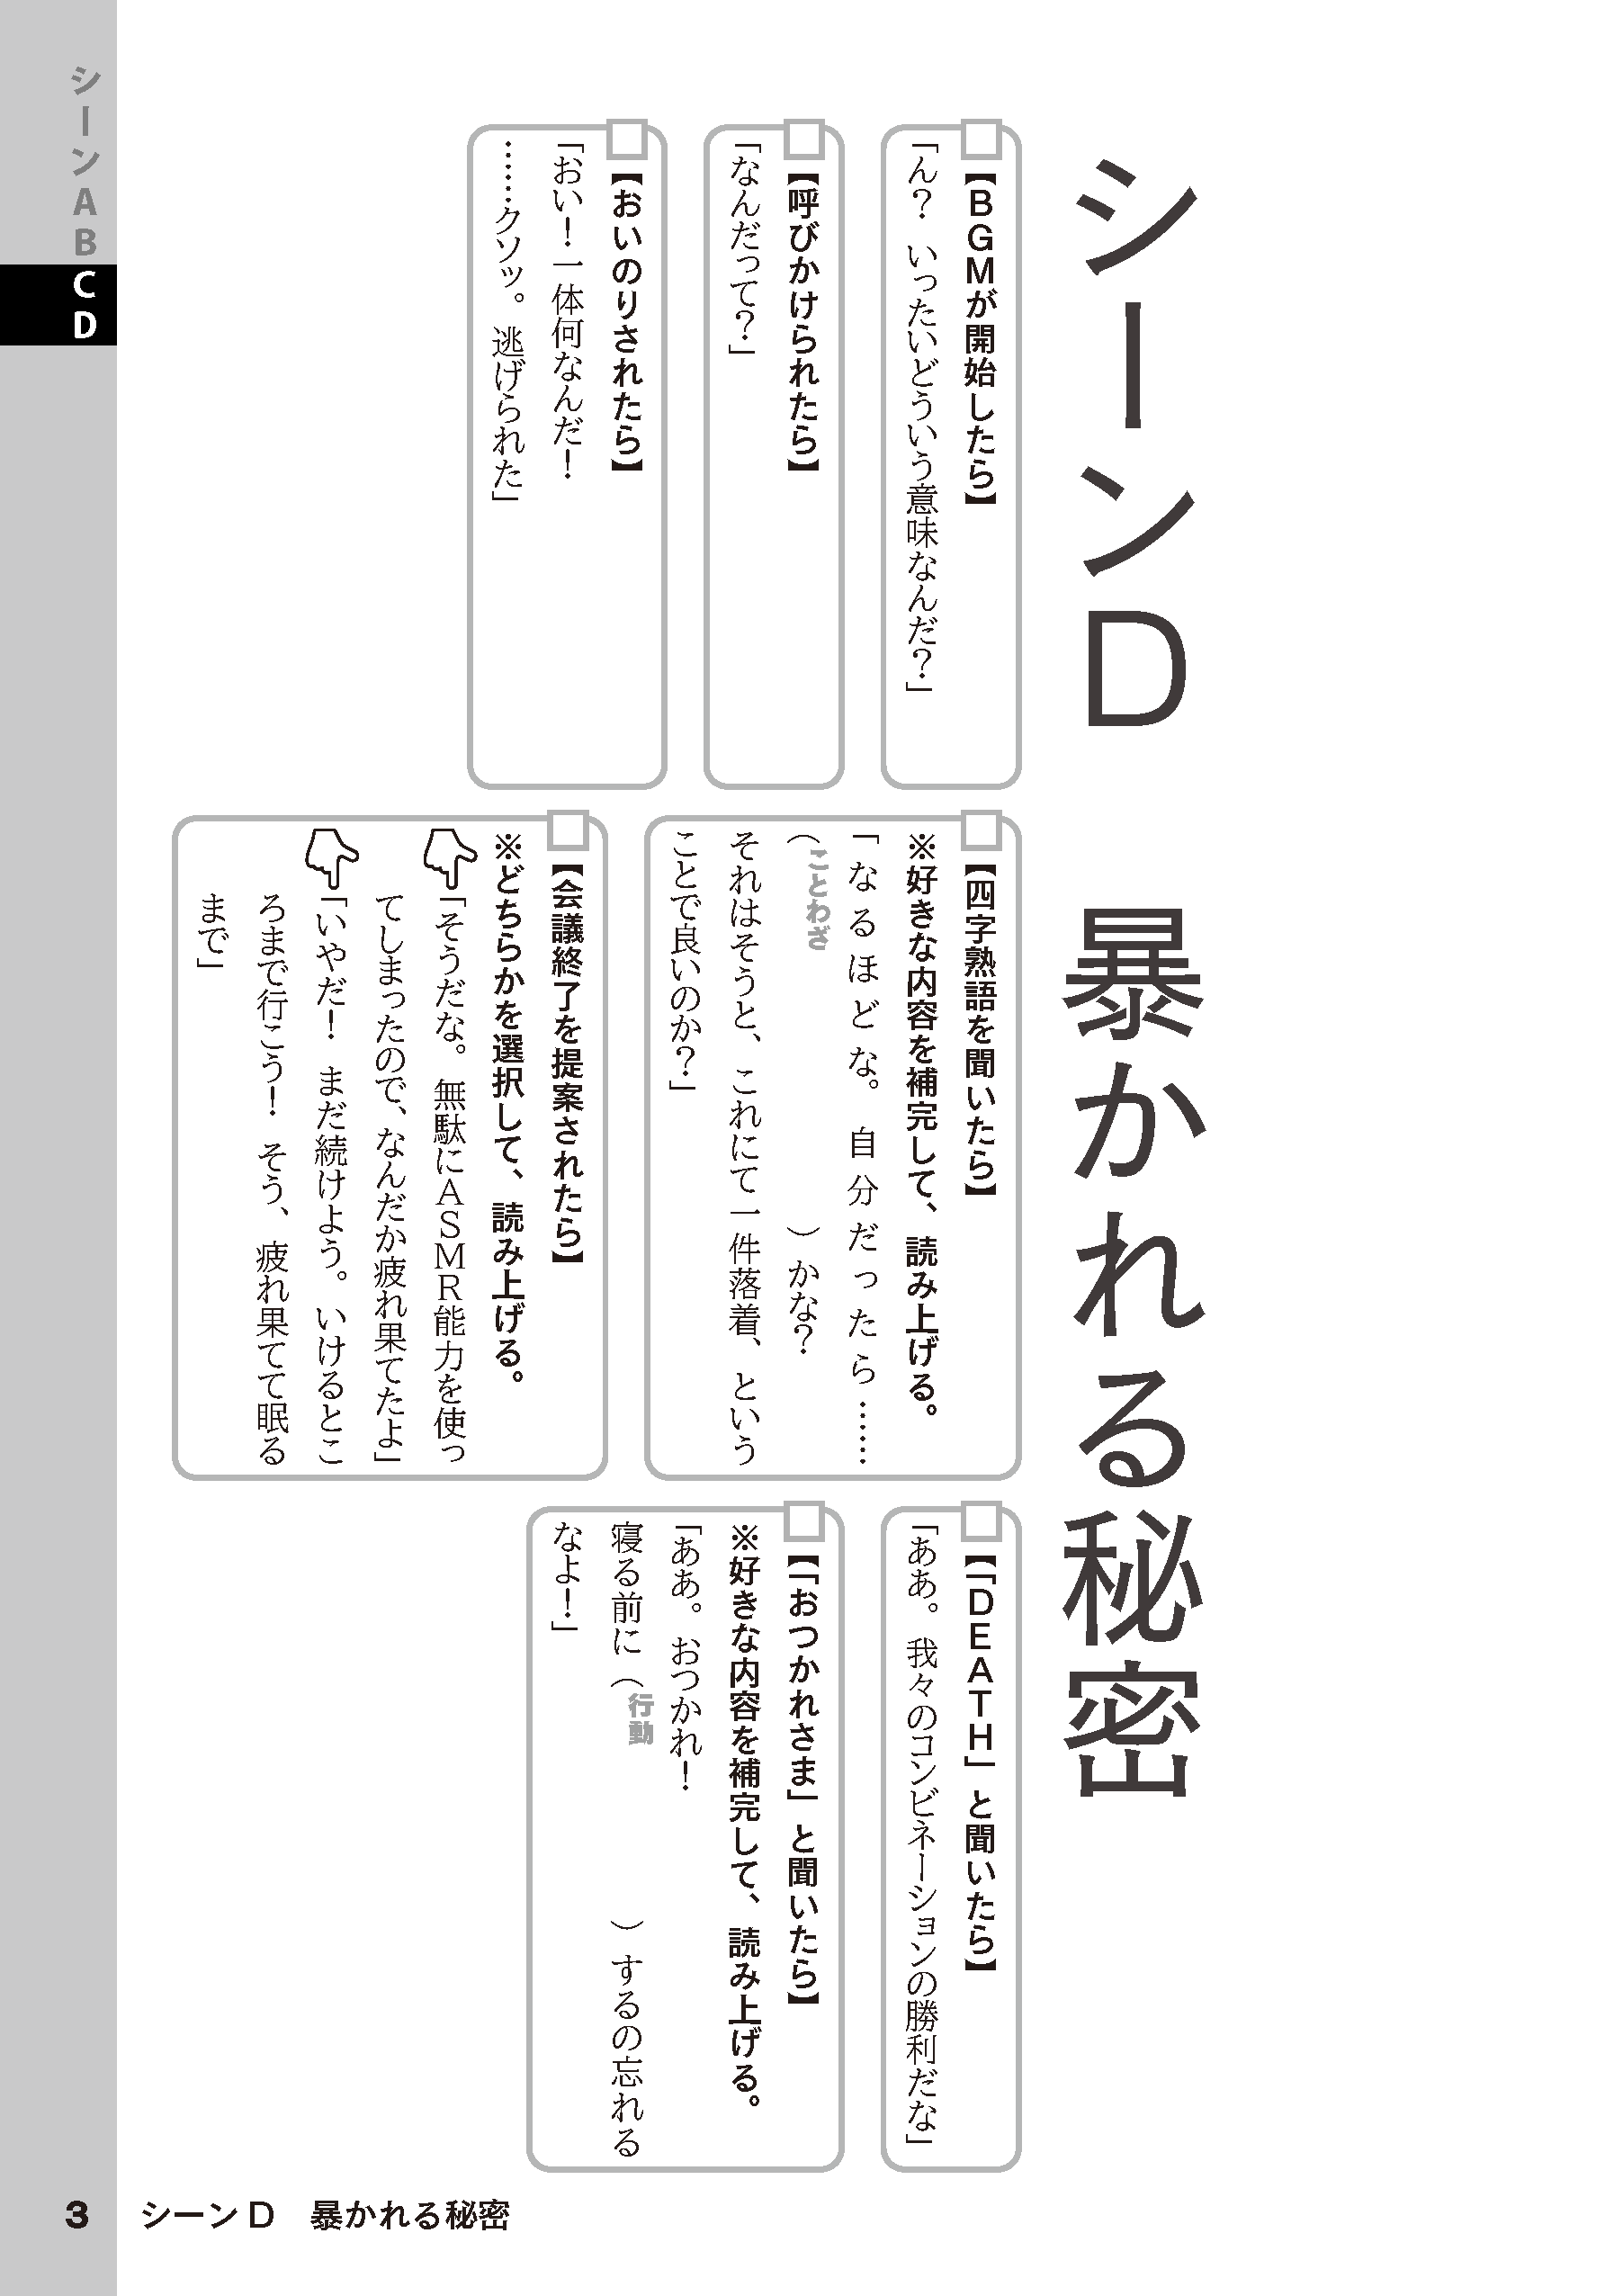 シーンD　暴かれる秘密
【BGMが開始したら】
「ん？　いったいどういう意味なんだ？」
【呼びかけられたら】
「なんだって？」
【おいのりされたら】
「おい！一体何なんだ！
……クソッ。逃げられた」
【四字熟語を聞いたら】
※好きな内容を補完して、読み上げる。
「なるほどな。自分だったら……
（ことわざ　　　　　）かな？
それはそうと、これにて一件落着、という
ことで良いのか？」
【会議終了を提案されたら】
※どちらかを選択して、読み上げる。
「そうだな。無駄にASMR能力を使っ
てしまったので、なんだか疲れ果てたよ」
「いやだ！　まだ続けよう。いけるとこ
ろまで行こう！　そう、疲れ果てて眠る
まで」
【「DEATH」と聞いたら】
「ああ。我々のコンビネーションの勝利だな」
【「おつかれさま」と聞いたら】
※好きな内容を補完して、読み上げる。
「ああ。おつかれ！
寝る前に（行動　　　　　）するの忘れる
なよ！」
シーンABCD
3　シーンD　暴かれる秘密